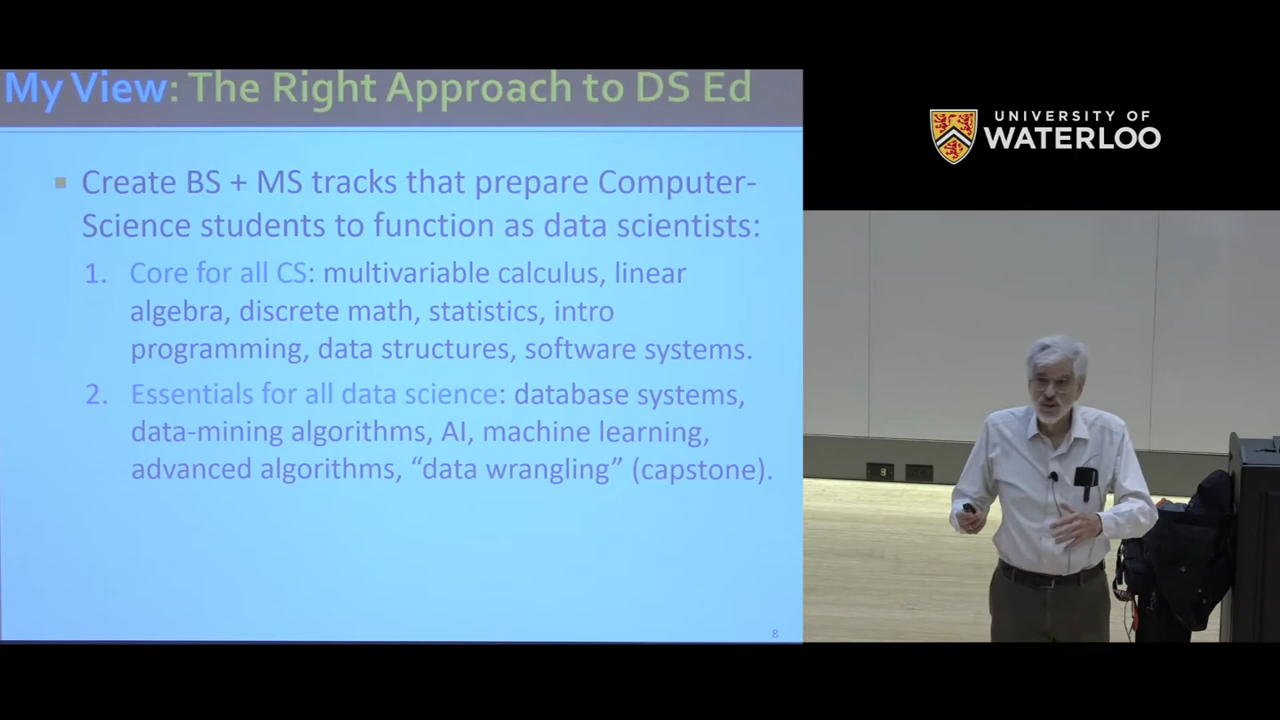 My View: The Right Approach to DS Ed
Create BS + MS tracks that prepare Computer-
Science students to function as data scientists:
1. Core for all CS: multivariable calculus, linear
algebra, discrete math, statistics, intro
programming, data structures, software systems.
2. Essentials for all data science: database systems,
data-mining algorithms, AI, machine learning,
advanced algorithms, “data wrangling” (capstone).
8
UNIVERSITY OF
WATERLOO